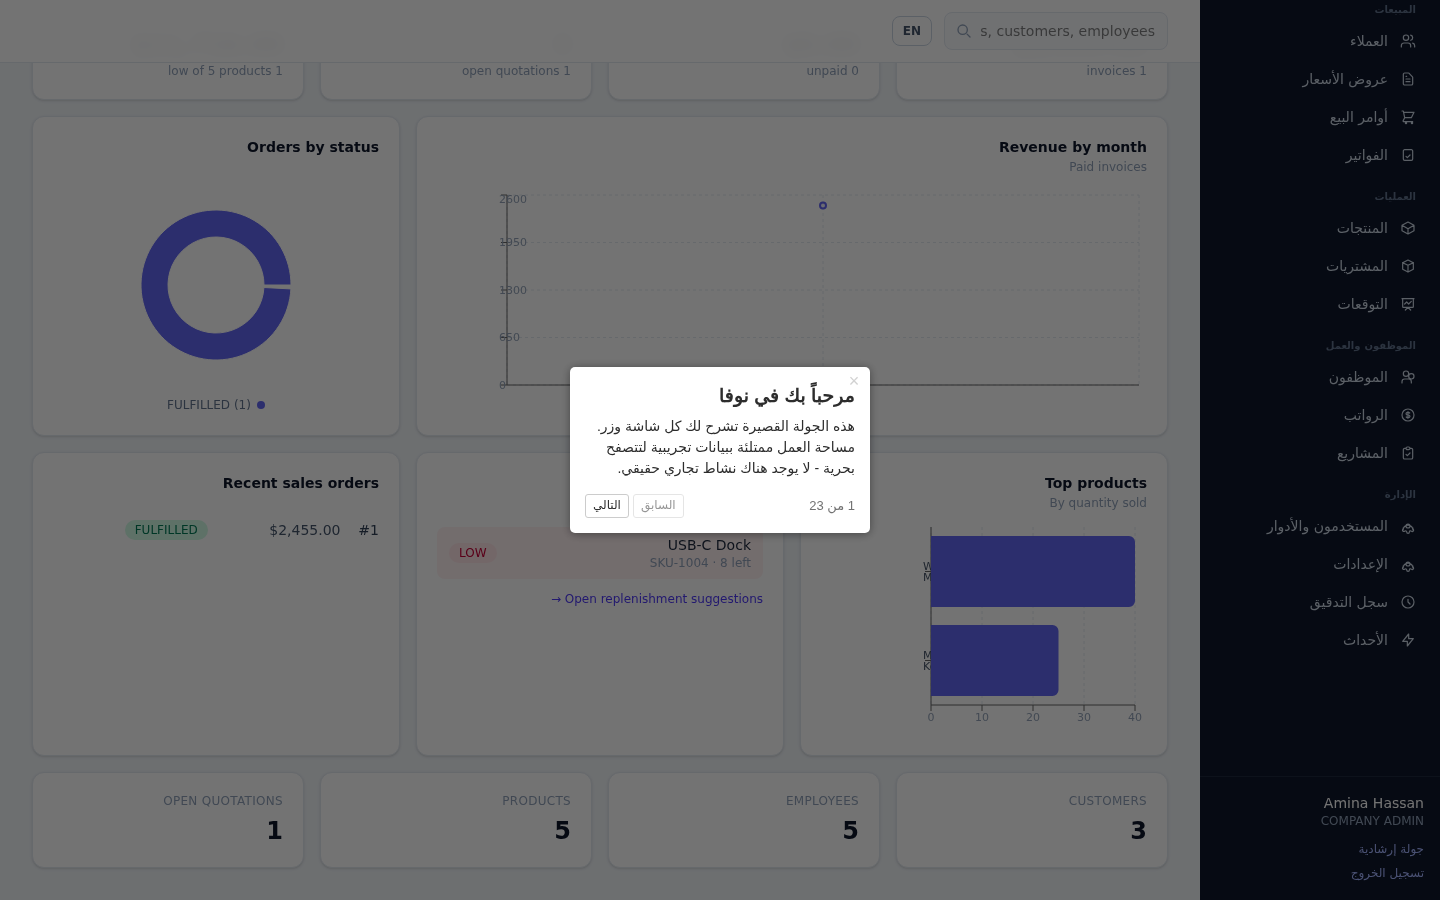 EN
s, customers, employees
low of 5 products 1
open quotations 1
unpaid 0
invoices 1
المبيعات
العملاء
عروض الأسعار
أوامر البيع
الفواتير
العمليات
المنتجات
المشتريات
التوقعات
الموظفون والعمل
الموظفون
الرواتب
المشاريع
الإدارة
المستخدمون والأدوار
الإعدادات
سجل التدقيق
الأحداث
Amina Hassan
COMPANY ADMIN
جولة إرشادية
تسجيل الخروج
Revenue by month
Paid invoices
2600
1950
1300
650
0
Orders by status
FULFILLED (1)
×
مرحباً بك في نوفا
هذه الجولة القصيرة تشرح لك كل شاشة وزر.
مساحة العمل ممتلئة ببيانات تجريبية لتتصفح
بحرية - لا يوجد هناك نشاط تجاري حقيقي.
1 من 23
السابق
التالي
Top products
By quantity sold
W
M
M
K
0 10 20 30 40
USB-C Dock
SKU-1004 · 8 left
LOW
→ Open replenishment suggestions
Recent sales orders
#1
$2,455.00
FULFILLED
CUSTOMERS
3
EMPLOYEES
5
PRODUCTS
5
OPEN QUOTATIONS
1